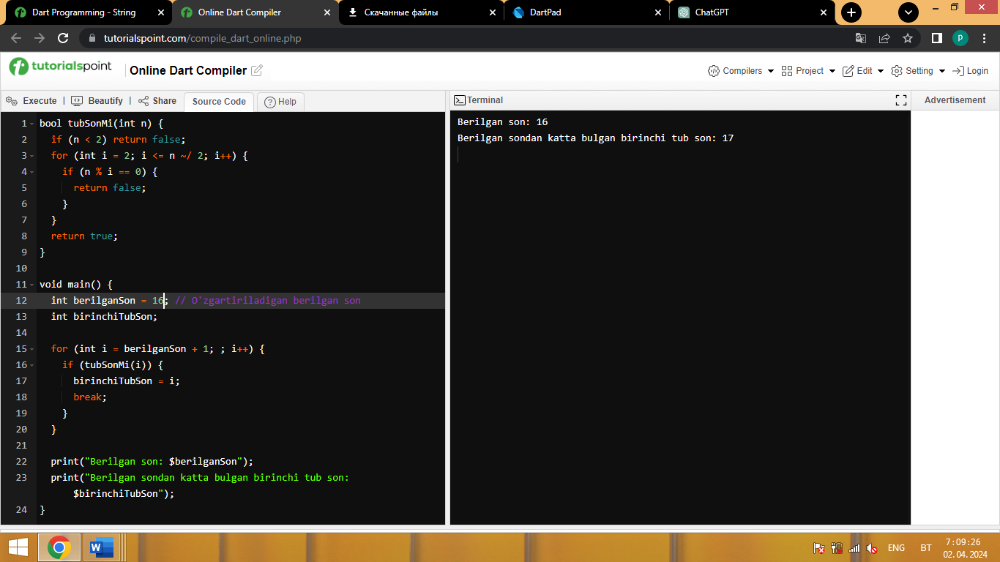 Dart Programming - String
Online Dart Compiler
Скачанные файлы
DartPad
ChatGPT
tutorialspoint.com/compile_dart_online.php
P
tutorialspoint
Online Dart Compiler
Compilers
Project
Edit
Setting
Login
Execute
|
Beautify
|
Share
Source Code
Help
Terminal
Advertisement
1 bool tubSonMi(int n) {
2 if (n < 2) return false;
3 for (int i = 2; i <= n ~/ 2; i++) {
4 if (n % i == 0) {
5 return false;
6 }
7 }
8 return true;
9 }
10
11 void main() {
12 int berilganSon = 16; // O'zgartiriladigan berilgan son
13 int birinchiTubSon;
14
15 for (int i = berilganSon + 1; ; i++) {
16 if (tubSonMi(i)) {
17 birinchiTubSon = i;
18 break;
19 }
20 }
21
22 print("Berilgan son: $berilganSon");
23 print("Berilgan sondan katta bulgan birinchi tub son:
$birinchiTubSon");
24 }
Berilgan son: 16
Berilgan sondan katta bulgan birinchi tub son: 17
W
ENG
BT
7:09:26
02.04.2024